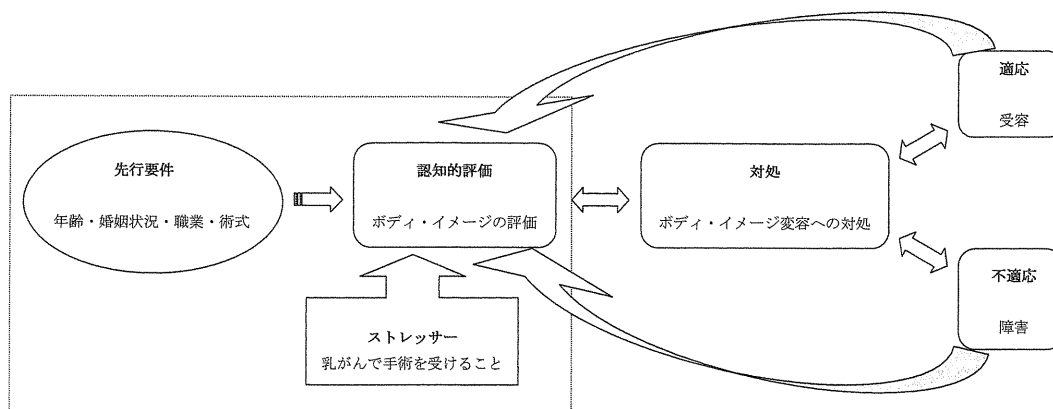 先行要件
年齢・婚姻状況・職業・術式
認知的評価
ボディ・イメージの評価
ストレッサー
乳がんで手術を受けること
対処
ボディ・イメージ変容への対処
適応
受容
不適応
障害